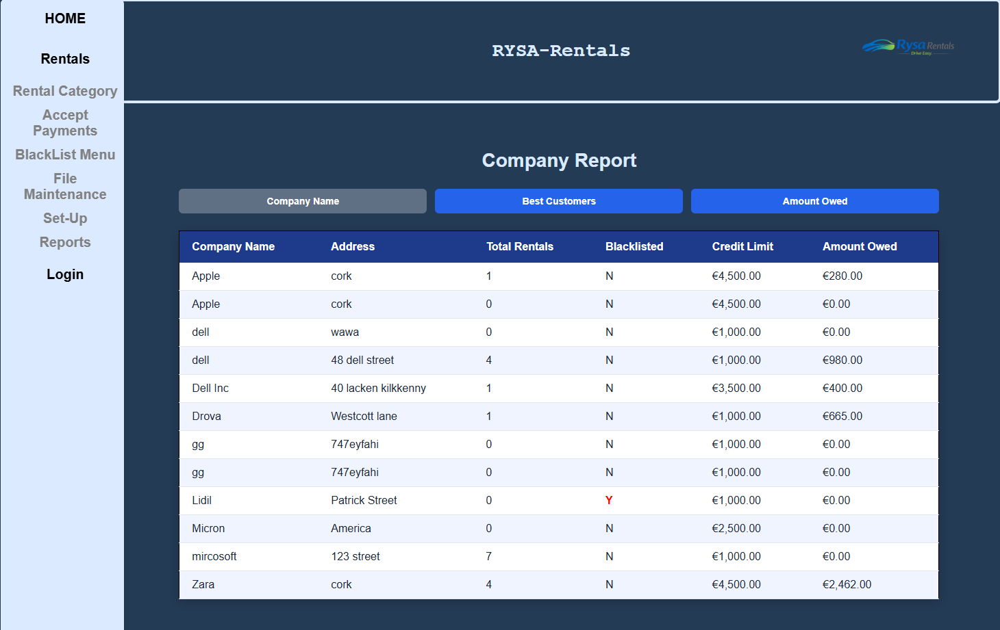 HOME
Rentals
Rental Category
Accept
Payments
BlackList Menu
File
Maintenance
Set-Up
Reports
Login
RYSA-Rentals
Rysa Rentals
Drive Easy.
Company Report
Company Name Best Customers Amount Owed
Company Name Address Total Rentals Blacklisted Credit Limit Amount Owed
Apple cork 1 N €4,500.00 €280.00
Apple cork 0 N €4,500.00 €0.00
dell wawa 0 N €1,000.00 €0.00
dell 48 dell street 4 N €1,000.00 €980.00
Dell Inc 40 lacken kilkkenny 1 N €3,500.00 €400.00
Drova Westcott lane 1 N €1,000.00 €665.00
gg 747eyfahi 0 N €1,000.00 €0.00
gg 747eyfahi 0 N €1,000.00 €0.00
Lidil Patrick Street 0 Y €1,000.00 €0.00
Micron America 0 N €2,500.00 €0.00
mircosoft 123 street 7 N €1,000.00 €0.00
Zara cork 4 N €4,500.00 €2,462.00